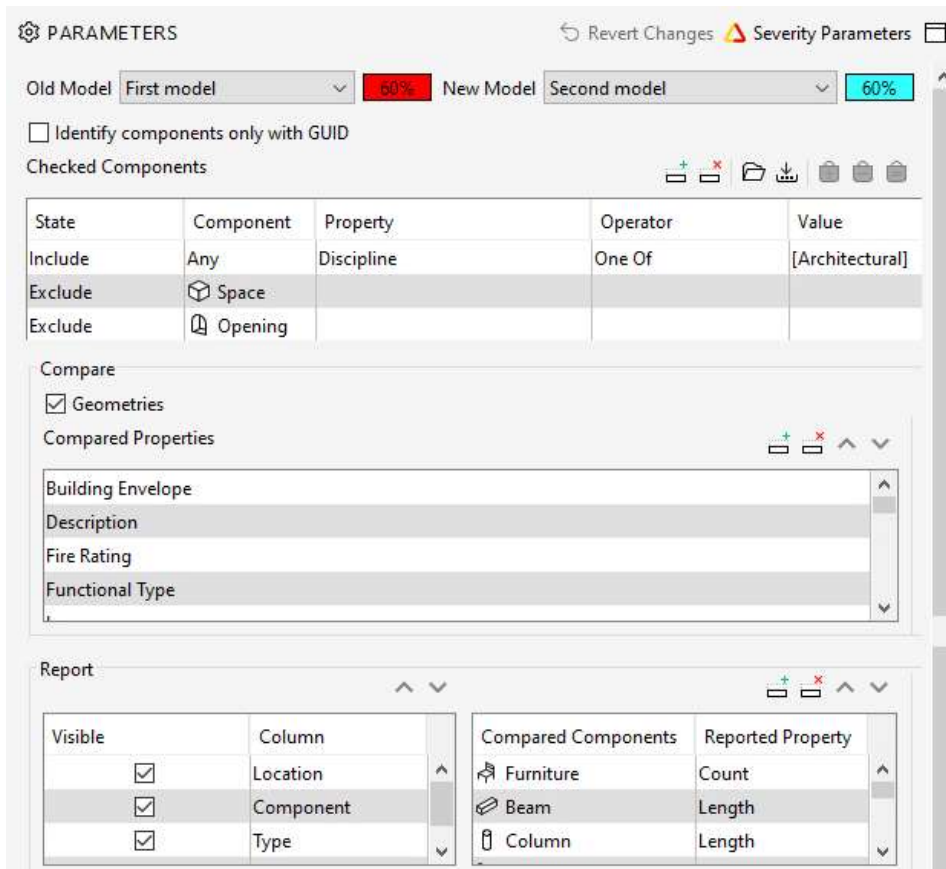 PARAMETERS Revert Changes Severity Parameters
Old Model First model 60% New Model Second model 60%
Identify components only with GUID
Checked Components
State Component Property Operator Value
Include Any Discipline One Of [Architectural]
Exclude Space
Exclude Opening
Compare
Geometries
Compared Properties
Building Envelope
Description
Fire Rating
Functional Type
Report
Visible Column Compared Components Reported Property
Location Furniture Count
Component Beam Length
Type Column Length